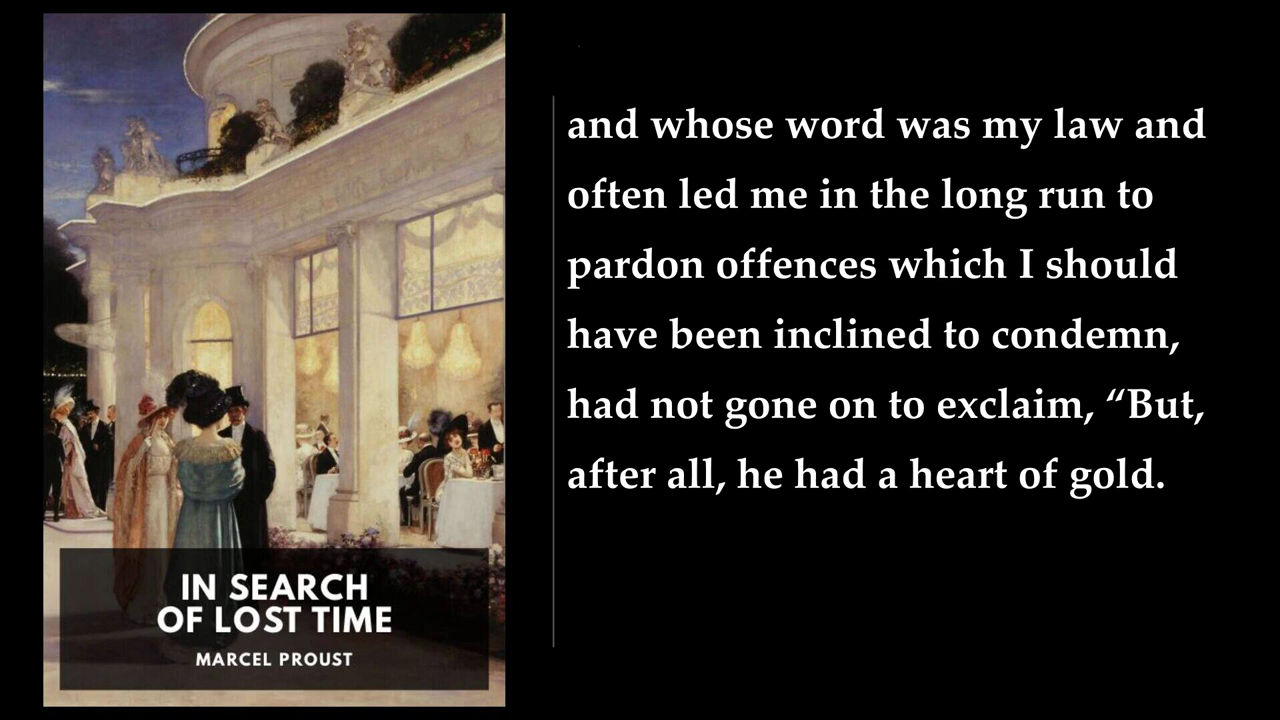 and whose word was my law and
often led me in the long run to
pardon offences which I should
have been inclined to condemn,
had not gone on to exclaim, “But,
after all, he had a heart of gold.
IN SEARCH
OF LOST TIME
MARCEL PROUST